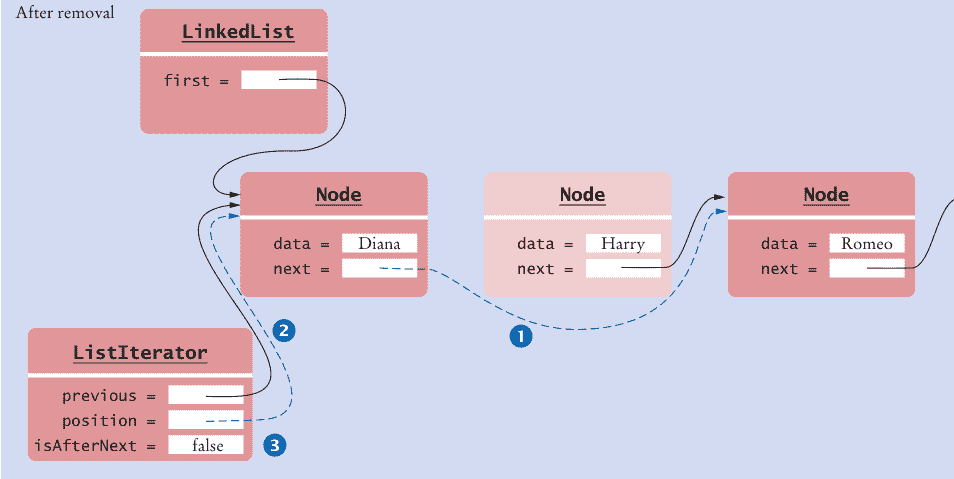 After removal
LinkedList
first =
Node
data = Diana
next =
Node
data = Harry
next =
Node
data = Romeo
next =
1
2
ListIterator
previous =
position =
isAfterNext = false
3